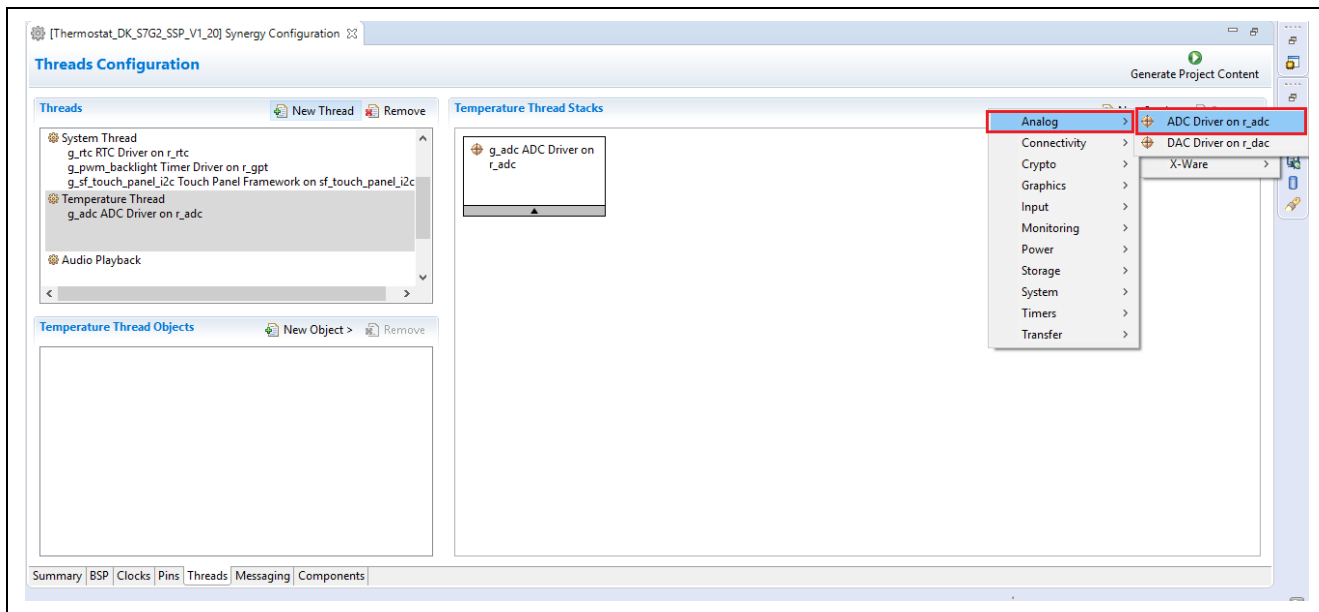 [Thermostat_DK_S7G2_SSP_V1_20] Synergy Configuration
Threads Configuration
Generate Project Content
Threads
New Thread
Remove
System Thread
g_rtc RTC Driver on r_rtc
g_pwm_backlight Timer Driver on r_gpt
g_sf_touch_panel_i2c Touch Panel Framework on sf_touch_panel_i2c
Temperature Thread
g_adc ADC Driver on r_adc
Audio Playback
Temperature Thread Objects
New Object >
Remove
Temperature Thread Stacks
g_adc ADC Driver on
r_adc
Analog
Connectivity
Crypto
Graphics
Input
Monitoring
Power
Storage
System
Timers
Transfer
ADC Driver on r_adc
DAC Driver on r_dac
X-Ware
Summary BSP Clocks Pins Threads Messaging Components